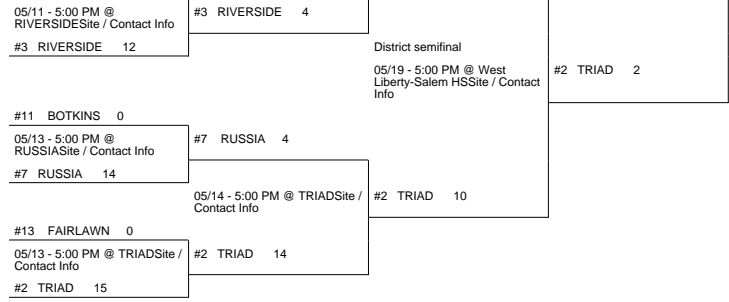 05/11 - 5:00 PM @
RIVERSIDESite / Contact Info
#3 RIVERSIDE 4
#3 RIVERSIDE 12
District semifinal
05/19 - 5:00 PM @ West
Liberty-Salem HSSite / Contact
Info
#2 TRIAD 2
#11 BOTKINS 0
05/13 - 5:00 PM @
RUSSIASite / Contact Info
#7 RUSSIA 4
#7 RUSSIA 14
05/14 - 5:00 PM @ TRIADSite /
Contact Info
#2 TRIAD 10
#13 FAIRLAWN 0
05/13 - 5:00 PM @ TRIADSite /
Contact Info
#2 TRIAD 14
#2 TRIAD 15